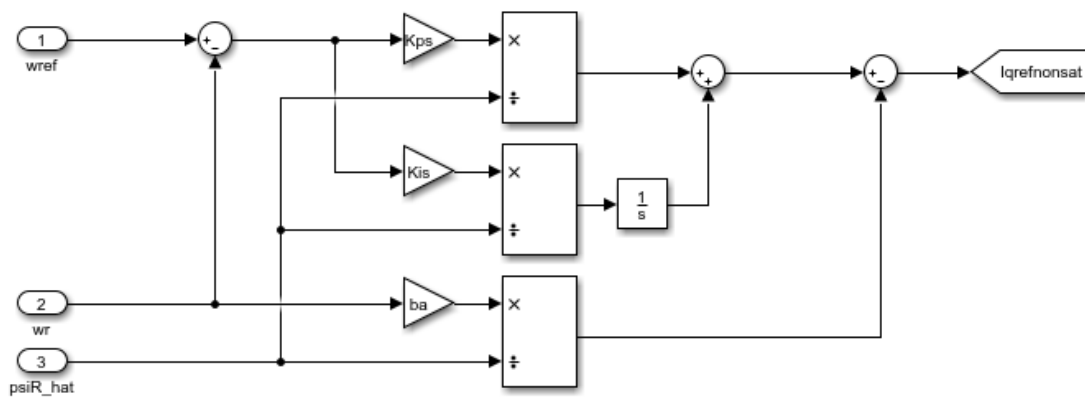 1
wref
+
-
Kps
×
÷
+
+
+
-
Iqrefnonsat
Kis
×
÷
1
s
2
wr
ba
×
÷
3
psiR_hat